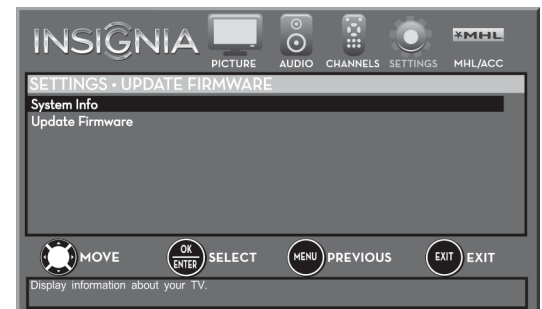 INSIGNIA
PICTURE AUDIO CHANNELS SETTINGS MHL/ACC
MHL
SETTINGS • UPDATE FIRMWARE
System Info
Update Firmware
MOVE OK ENTER SELECT MENU PREVIOUS EXIT EXIT
Display information about your TV.